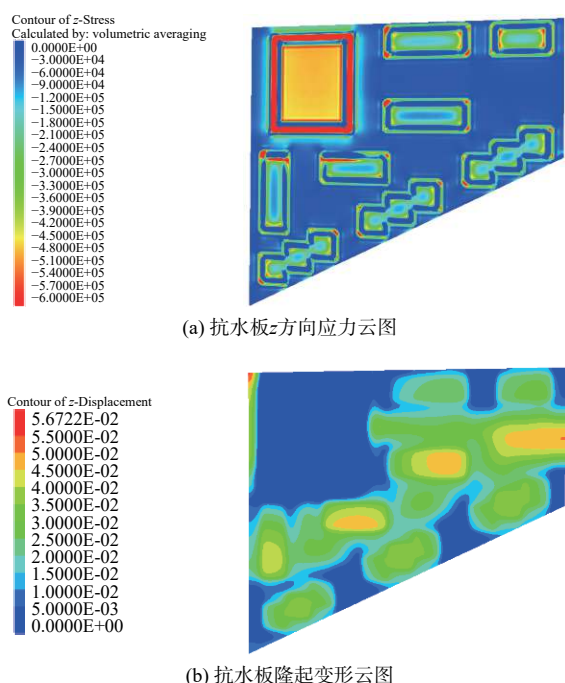 Contour of z-Stress
Calculated by: volumetric averaging
0.0000E+00
−3.0000E+04
−6.0000E+04
−9.0000E+04
−1.2000E+05
−1.5000E+05
−1.8000E+05
−2.1000E+05
−2.4000E+05
−2.7000E+05
−3.0000E+05
−3.3000E+05
−3.6000E+05
−3.9000E+05
−4.2000E+05
−4.5000E+05
−4.8000E+05
−5.1000E+05
−5.4000E+05
−5.7000E+05
−6.0000E+05
(a) 抗水板z方向应力云图
Contour of z-Displacement
5.6722E-02
5.5000E-02
5.0000E-02
4.5000E-02
4.0000E-02
3.5000E-02
3.0000E-02
2.5000E-02
2.0000E-02
1.5000E-02
1.0000E-02
5.0000E-03
0.0000E+00
(b) 抗水板隆起变形云图